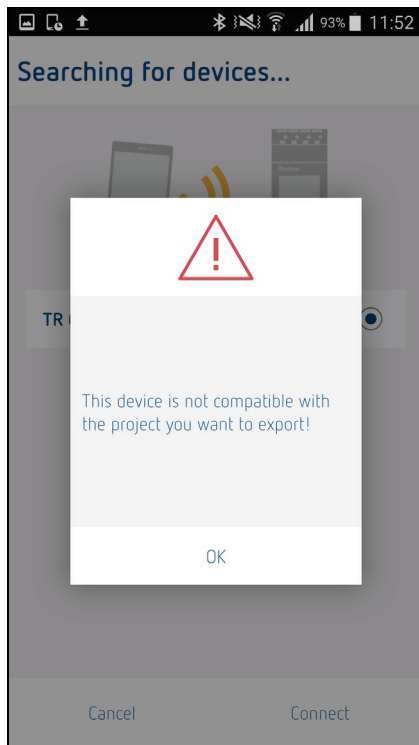 93% 11:52
Searching for devices...
TR
This device is not compatible with
the project you want to export!
OK
Cancel
Connect